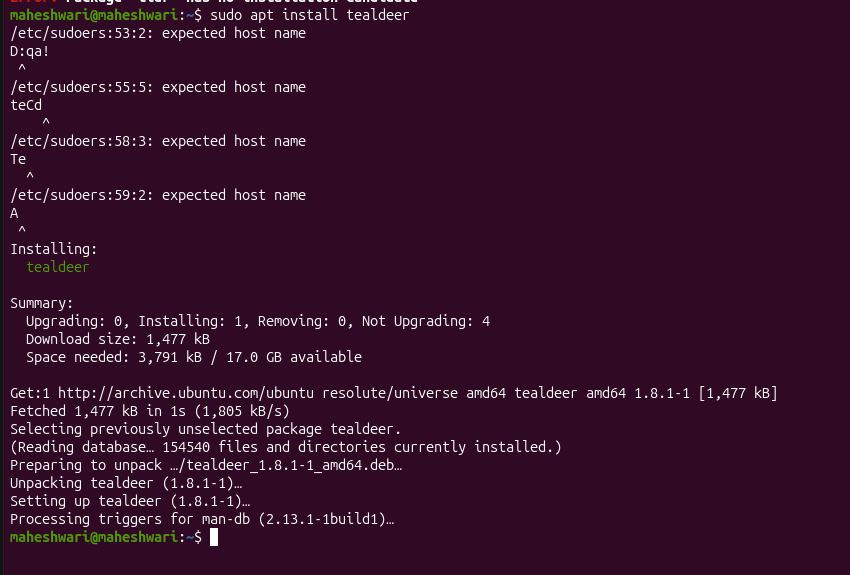 maheshwari@maheshwari:~$ sudo apt install tealdeer
/etc/sudoers:53:2: expected host name
D:qa!
 ^
/etc/sudoers:55:5: expected host name
teCd
    ^
/etc/sudoers:58:3: expected host name
Te
  ^
/etc/sudoers:59:2: expected host name
A
 ^
Installing:
  tealdeer

Summary:
  Upgrading: 0, Installing: 1, Removing: 0, Not Upgrading: 4
  Download size: 1,477 kB
  Space needed: 3,791 kB / 17.0 GB available

Get:1 http://archive.ubuntu.com/ubuntu resolute/universe amd64 tealdeer amd64 1.8.1-1 [1,477 kB]
Fetched 1,477 kB in 1s (1,805 kB/s)
Selecting previously unselected package tealdeer.
(Reading database… 154540 files and directories currently installed.)
Preparing to unpack …/tealdeer_1.8.1-1_amd64.deb…
Unpacking tealdeer (1.8.1-1)…
Setting up tealdeer (1.8.1-1)…
Processing triggers for man-db (2.13.1-1build1)…
maheshwari@maheshwari:~$